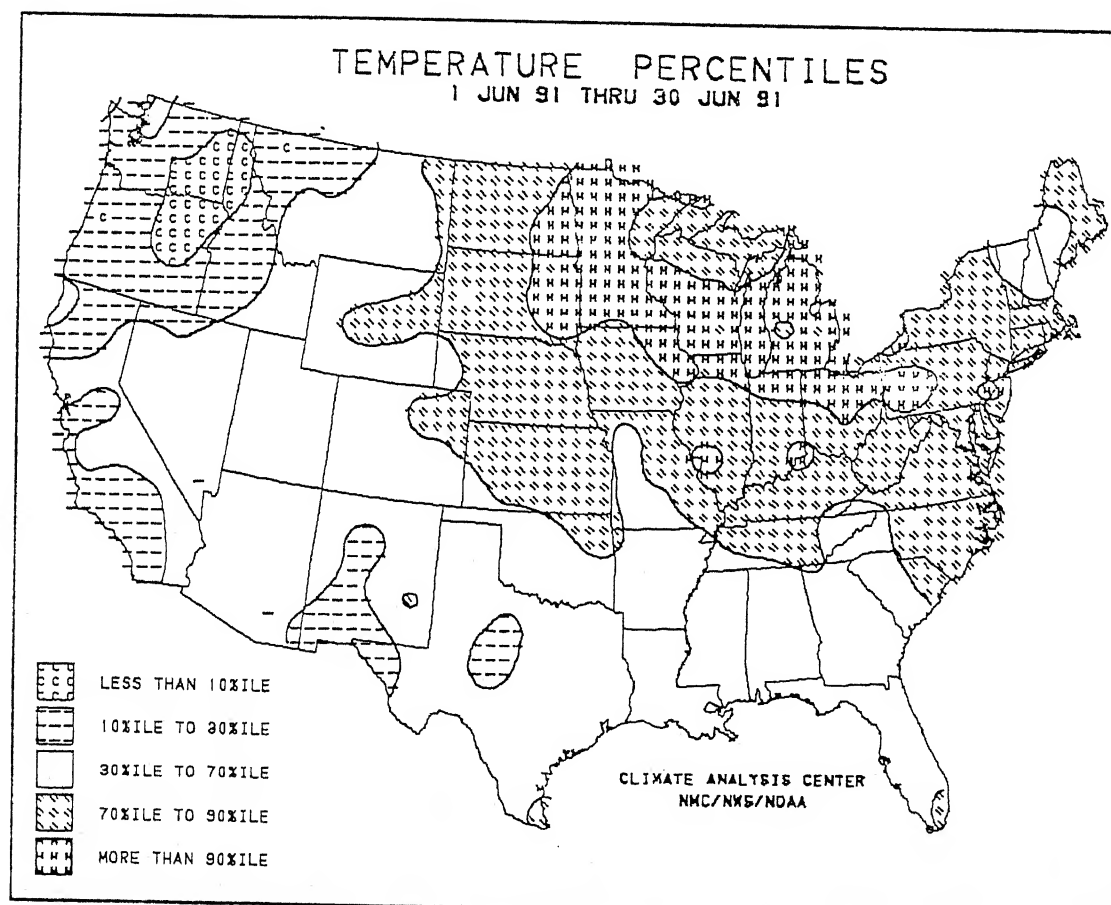 TEMPERATURE PERCENTILES
1 JUN 91 THRU 30 JUN 91
LESS THAN 10%ILE
10%ILE TO 30%ILE
30%ILE TO 70%ILE
70%ILE TO 90%ILE
MORE THAN 90%ILE
CLIMATE ANALYSIS CENTER
NMC/NWS/NOAA